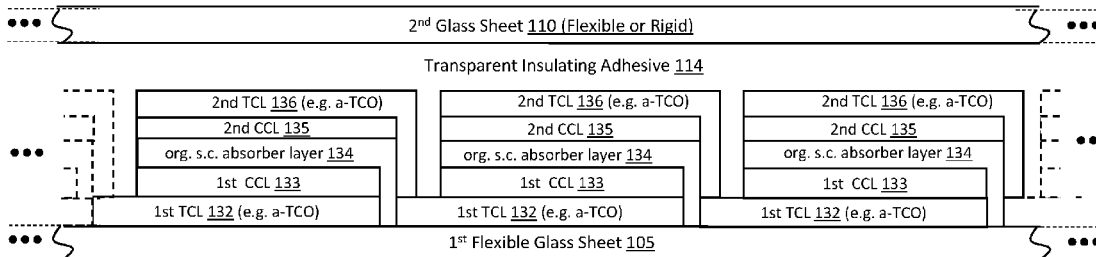 2nd Glass Sheet 110 (Flexible or Rigid)
Transparent Insulating Adhesive 114
2nd TCL 136 (e.g. a-TCO)
2nd CCL 135
org. s.c. absorber layer 134
1st CCL 133
1st TCL 132 (e.g. a-TCO)
2nd TCL 136 (e.g. a-TCO)
2nd CCL 135
org. s.c. absorber layer 134
1st CCL 133
1st TCL 132 (e.g. a-TCO)
2nd TCL 136 (e.g. a-TCO)
2nd CCL 135
org. s.c. absorber layer 134
1st CCL 133
1st TCL 132 (e.g. a-TCO)
1st Flexible Glass Sheet 105